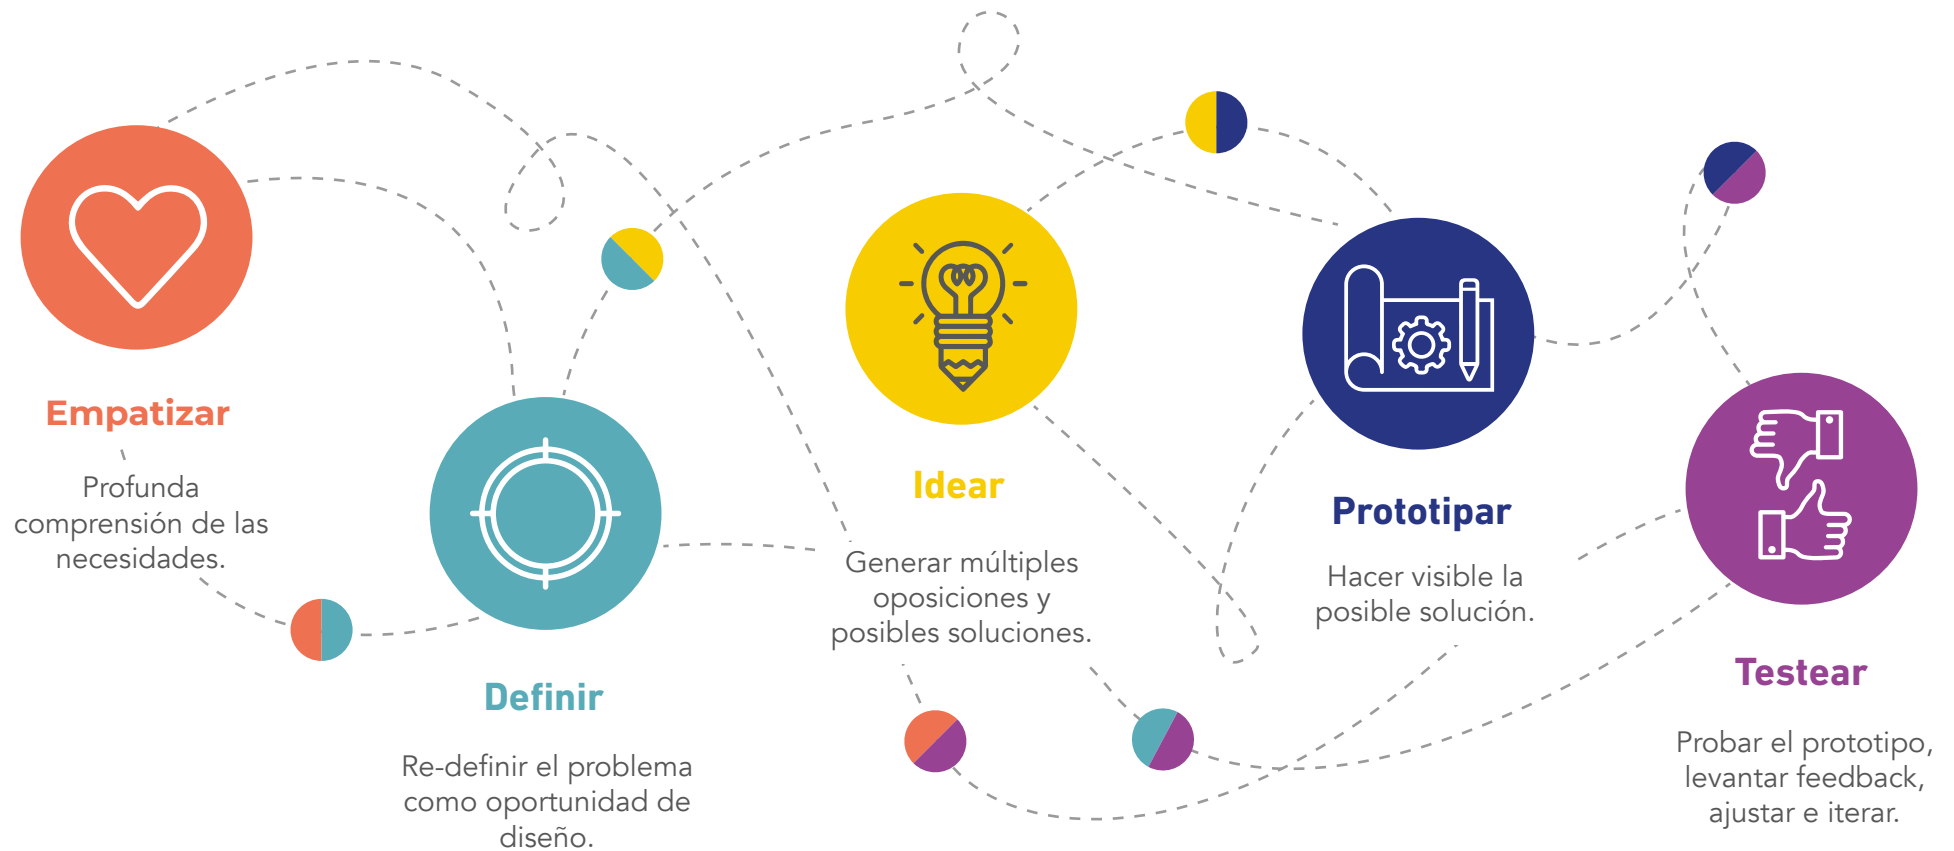 Empatizar
Profunda
comprensión de las
necesidades.
Definir
Re-definir el problema
como oportunidad de
diseño.
Idear
Generar múltiples
oposiciones y
posibles soluciones.
Prototipar
Hacer visible la
posible solución.
Testear
Probar el prototipo,
levantar feedback,
ajustar e iterar.